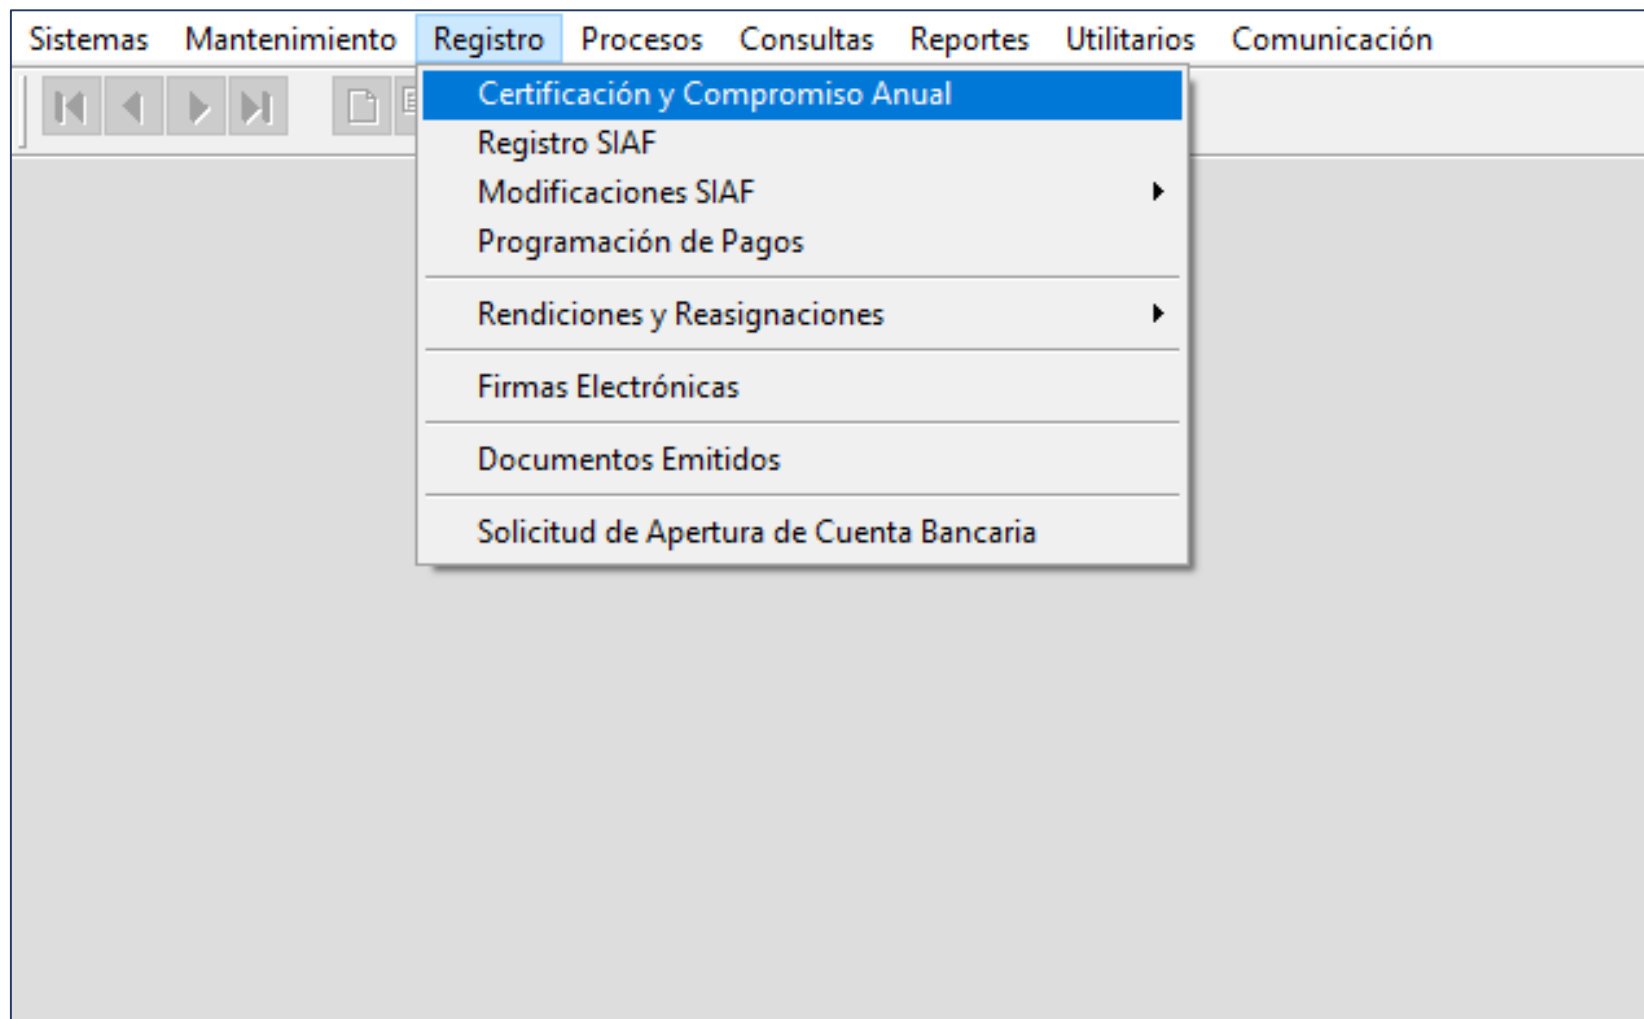 Sistemas Mantenimiento Registro Procesos Consultas Reportes Utilitarios Comunicación
Certificación y Compromiso Anual
Registro SIAF
Modificaciones SIAF
Programación de Pagos
Rendiciones y Reasignaciones
Firmas Electrónicas
Documentos Emitidos
Solicitud de Apertura de Cuenta Bancaria